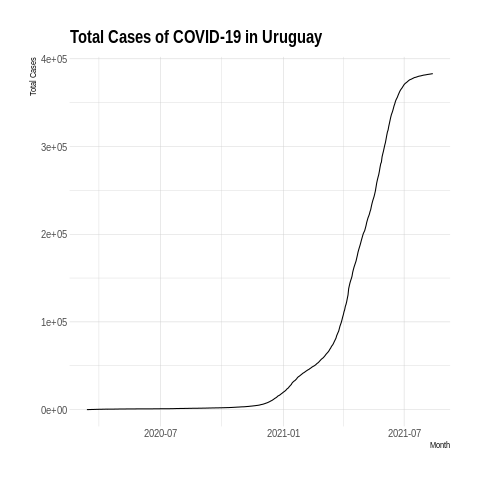 Total Cases of COVID-19 in Uruguay
Total Cases
4e+05
3e+05
2e+05
1e+05
0e+00
2020-07 2021-01 2021-07
Month